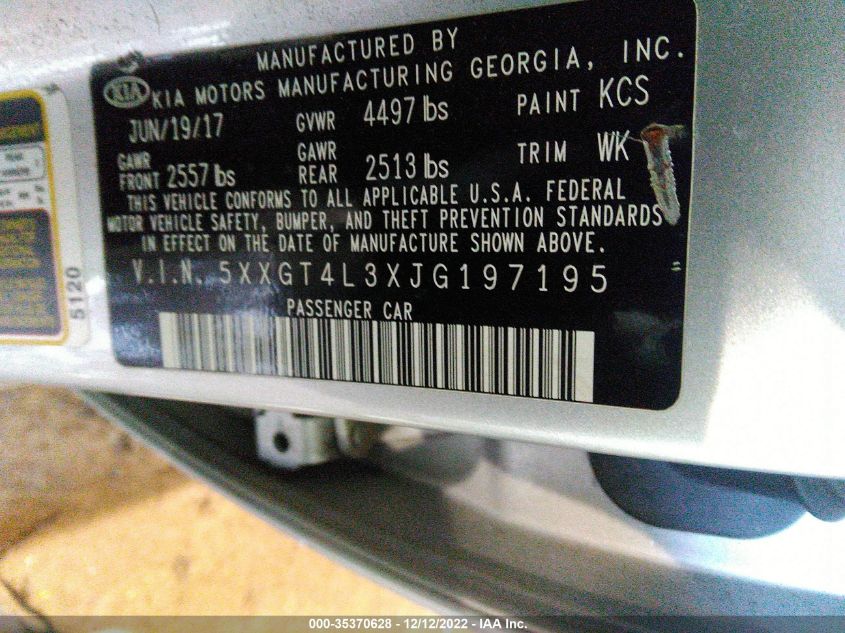 MANUFACTURED BY
KIA KIA MOTORS MANUFACTURING GEORGIA, INC.
JUN/19/17 GVWR 4497 lbs PAINT KCS
GAWR FRONT 2557 lbs GAWR REAR 2513 lbs TRIM WK
THIS VEHICLE CONFORMS TO ALL APPLICABLE U.S.A. FEDERAL
MOTOR VEHICLE SAFETY, BUMPER, AND THEFT PREVENTION STANDARDS
IN EFFECT ON THE DATE OF MANUFACTURE SHOWN ABOVE.
V.I.N. 5XXGT4L3XJG197195
PASSENGER CAR
5120
000-35370628 - 12/12/2022 - IAA Inc.